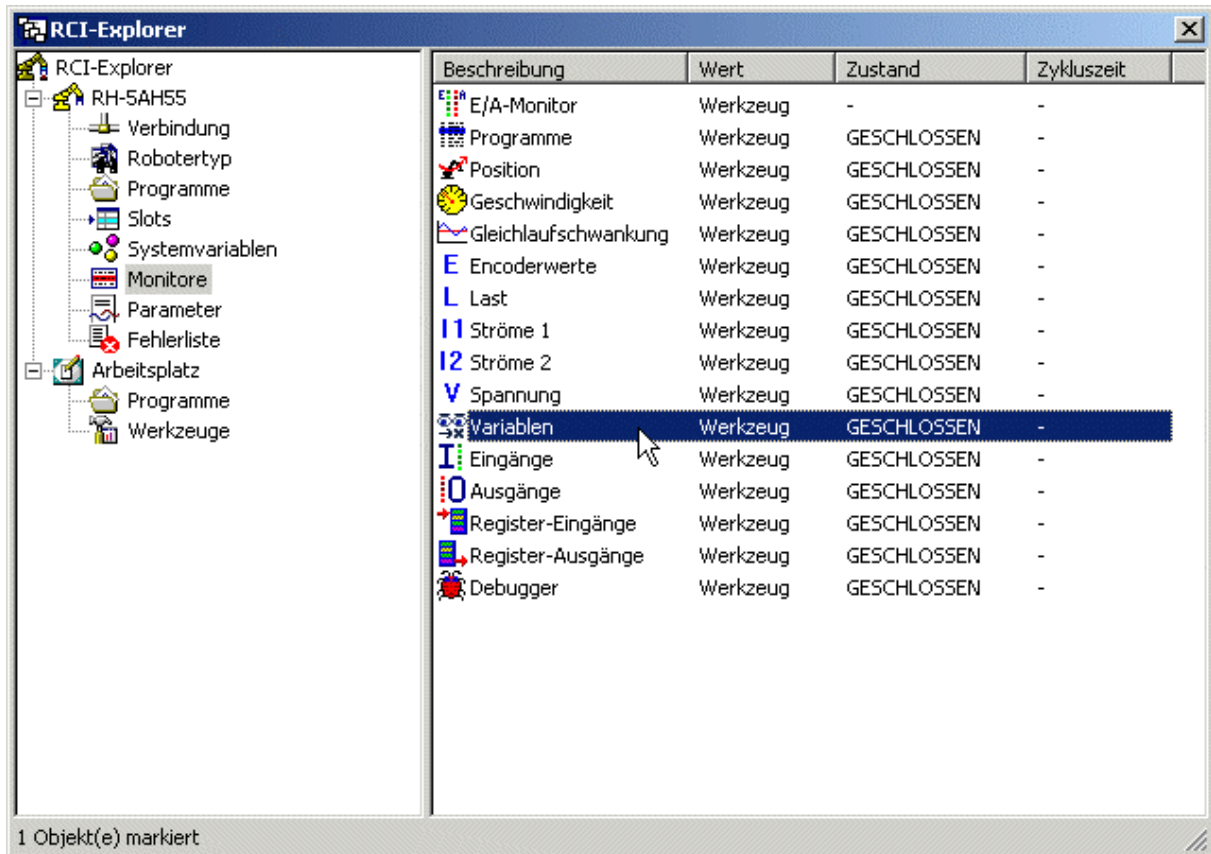 RCI-Explorer
RCI-Explorer
RH-5AH55
Verbindung
Robotertyp
Programme
Slots
Systemvariablen
Monitore
Parameter
Fehlerliste
Arbeitsplatz
Programme
Werkzeuge
Beschreibung Wert Zustand Zykluszeit
E/A-Monitor Werkzeug - -
Programme Werkzeug GESCHLOSSEN -
Position Werkzeug GESCHLOSSEN -
Geschwindigkeit Werkzeug GESCHLOSSEN -
Gleichlaufschwankung Werkzeug GESCHLOSSEN -
E Encoderwerte Werkzeug GESCHLOSSEN -
L Last Werkzeug GESCHLOSSEN -
I1 Ströme 1 Werkzeug GESCHLOSSEN -
I2 Ströme 2 Werkzeug GESCHLOSSEN -
V Spannung Werkzeug GESCHLOSSEN -
Variablen Werkzeug GESCHLOSSEN -
I Eingänge Werkzeug GESCHLOSSEN -
O Ausgänge Werkzeug GESCHLOSSEN -
Register-Eingänge Werkzeug GESCHLOSSEN -
Register-Ausgänge Werkzeug GESCHLOSSEN -
Debugger Werkzeug GESCHLOSSEN -
1 Objekt(e) markiert